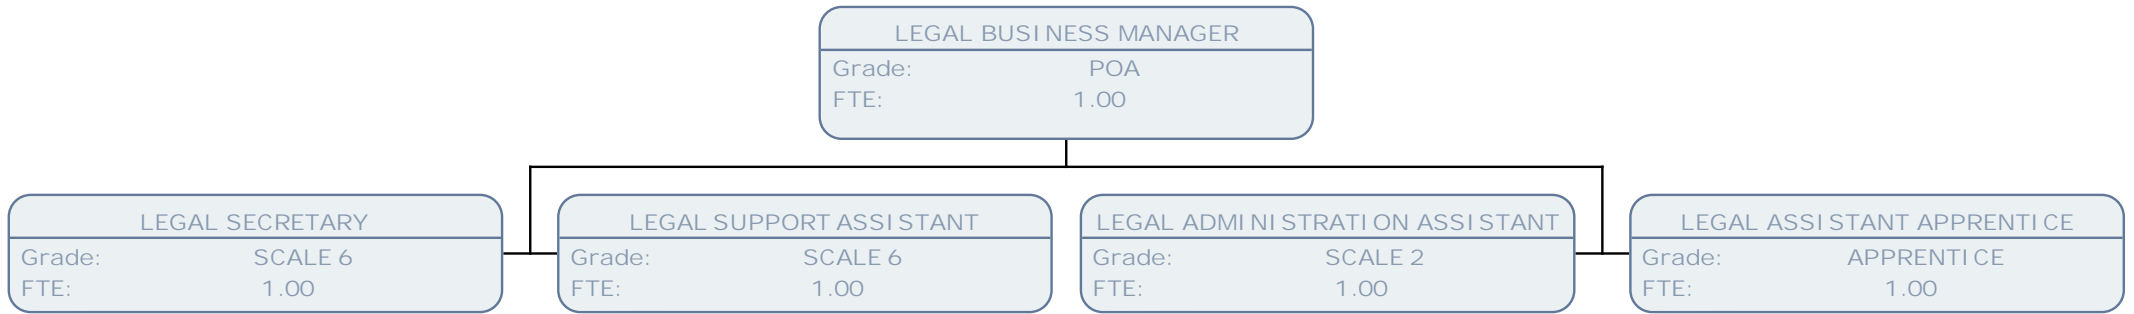 LEGAL BUSINESS MANAGER
Grade: POA
FTE: 1.00
LEGAL SECRETARY
Grade: SCALE 6
FTE: 1.00
LEGAL SUPPORT ASSISTANT
Grade: SCALE 6
FTE: 1.00
LEGAL ADMINISTRATION ASSISTANT
Grade: SCALE 2
FTE: 1.00
LEGAL ASSISTANT APPRENTICE
Grade: APPRENTICE
FTE: 1.00